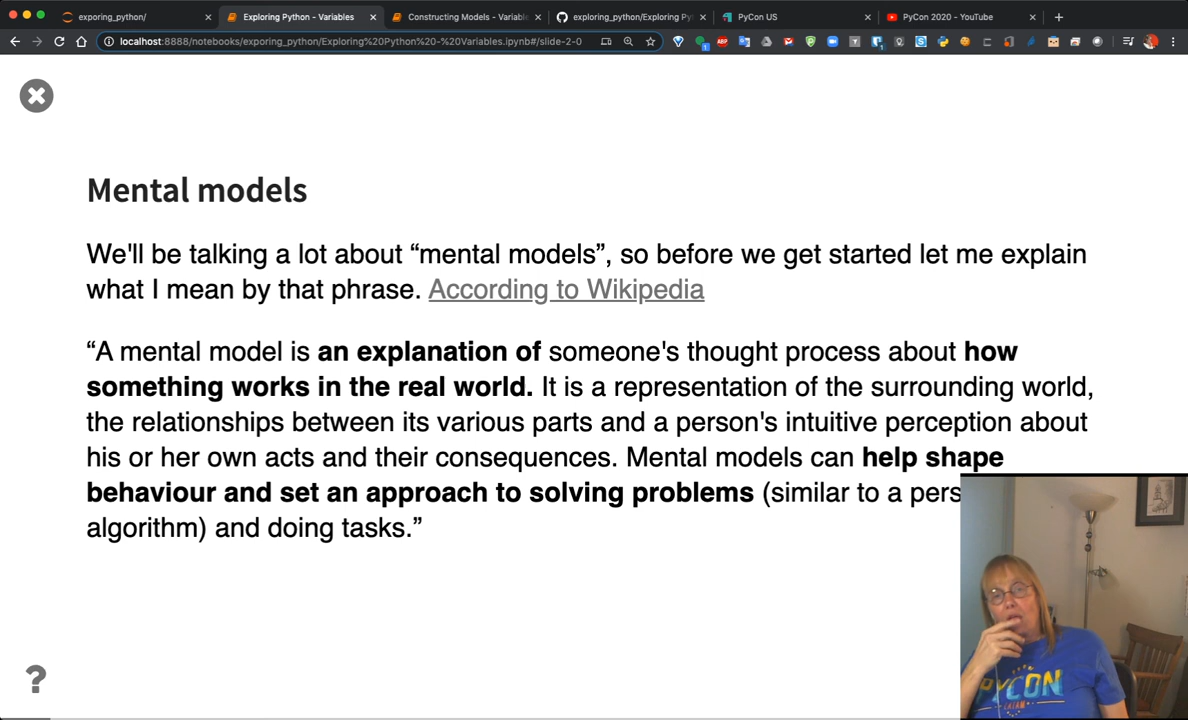 exploring_python/
Exploring Python - Variables
Constructing Models - Variable
exploring_python/Exploring Py
PyCon US
PyCon 2020 - YouTube
localhost:8888/notebooks/exporing_python/Exploring%20Python%20-%20Variables.ipynb#/slide-2-0
Mental models
We'll be talking a lot about “mental models”, so before we get started let me explain
what I mean by that phrase. According to Wikipedia
“A mental model is an explanation of someone's thought process about how
something works in the real world. It is a representation of the surrounding world,
the relationships between its various parts and a person's intuitive perception about
his or her own acts and their consequences. Mental models can help shape
behaviour and set an approach to solving problems (similar to a pers
algorithm) and doing tasks.”
?
PYCON